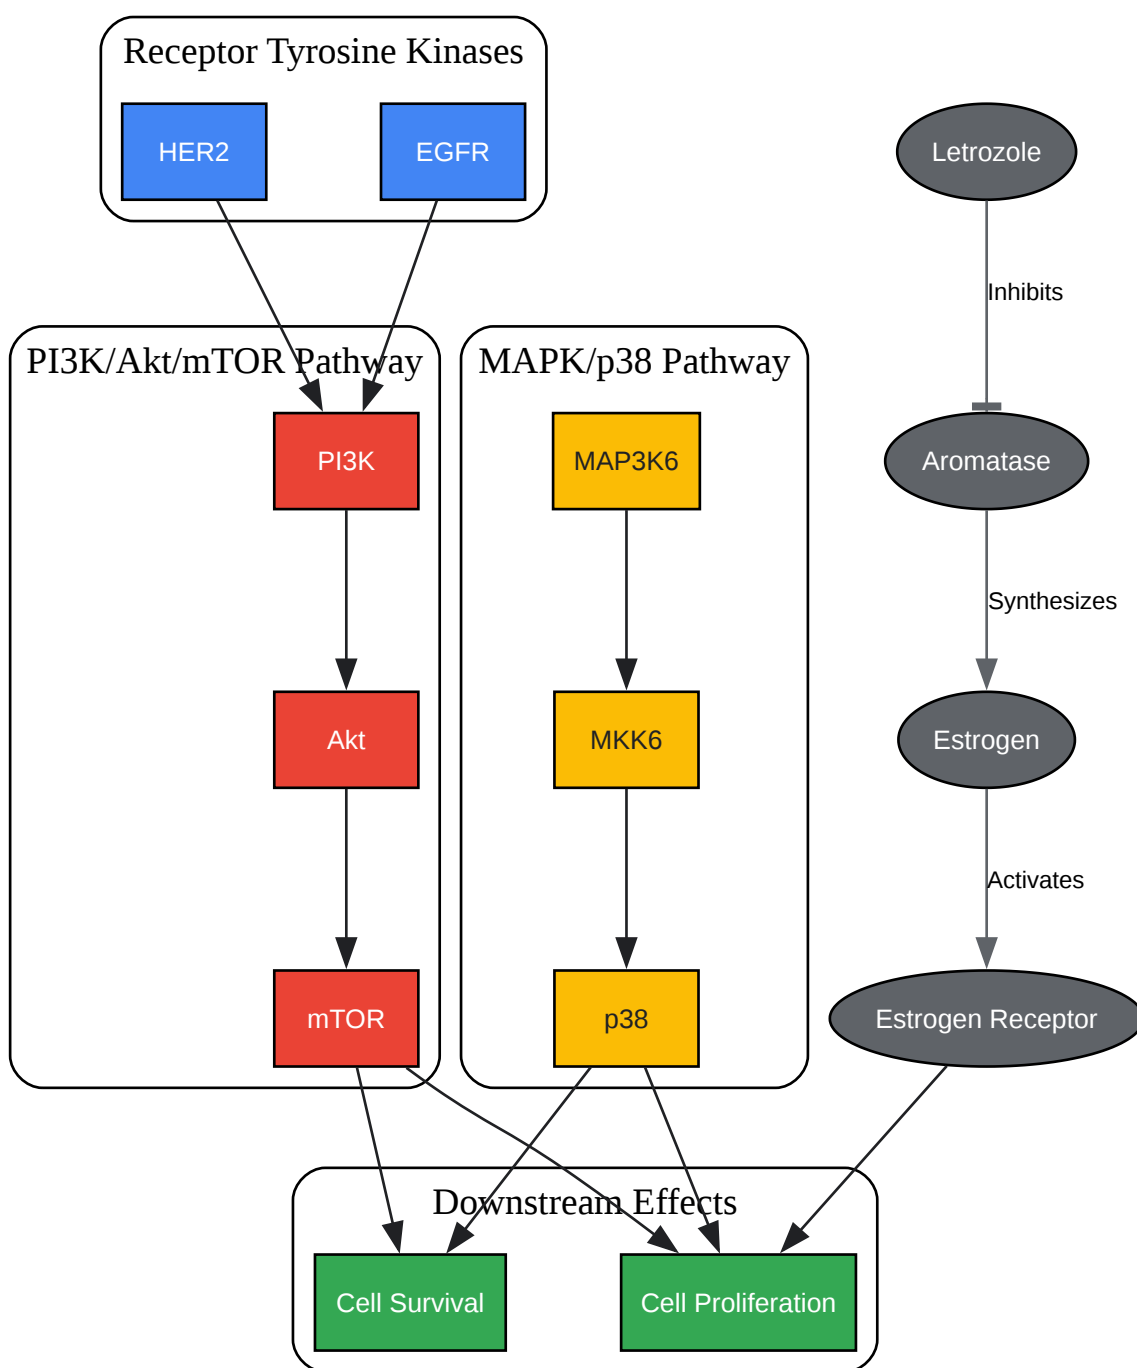 Receptor Tyrosine Kinases
HER2
EGFR
Letrozole
Inhibits
PI3K/Akt/mTOR Pathway
MAPK/p38 Pathway
PI3K
MAP3K6
Aromatase
Synthesizes
Akt
MKK6
Estrogen
Activates
mTOR
p38
Estrogen Receptor
Downstream Effects
Cell Survival
Cell Proliferation